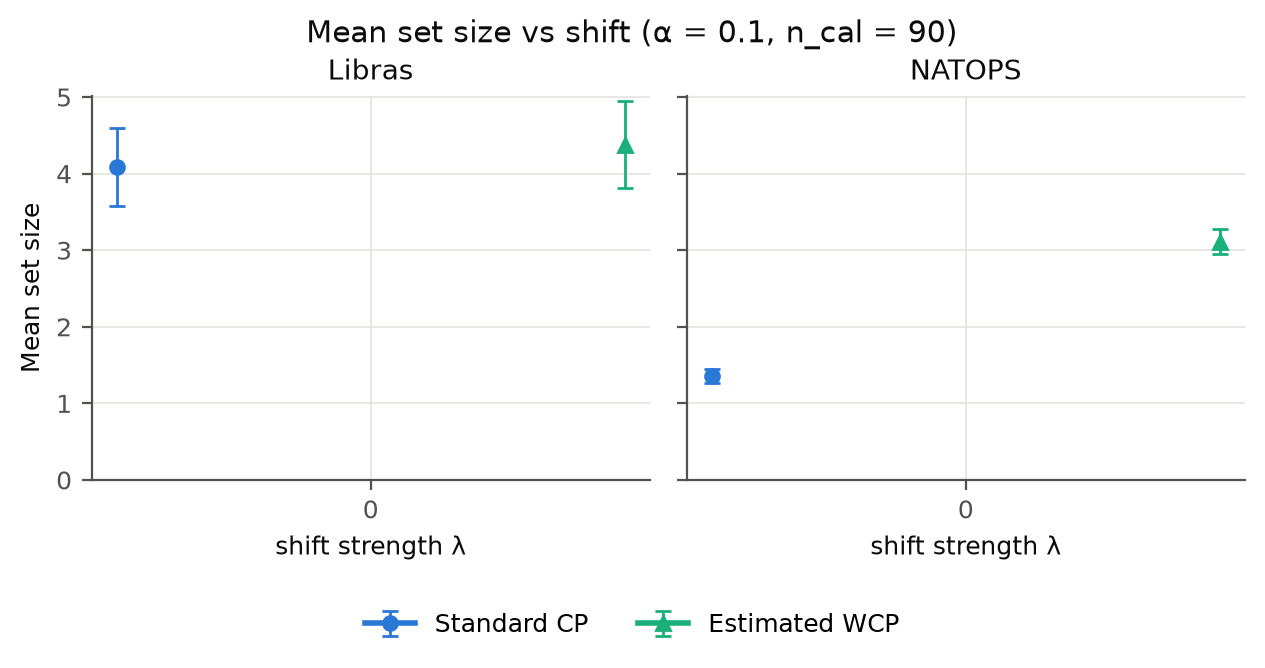 Mean set size vs shift (α = 0.1, n_cal = 90)
Libras
NATOPS
5
4
3
2
1
0
Mean set size
0
0
shift strength λ
shift strength λ
Standard CP
Estimated WCP